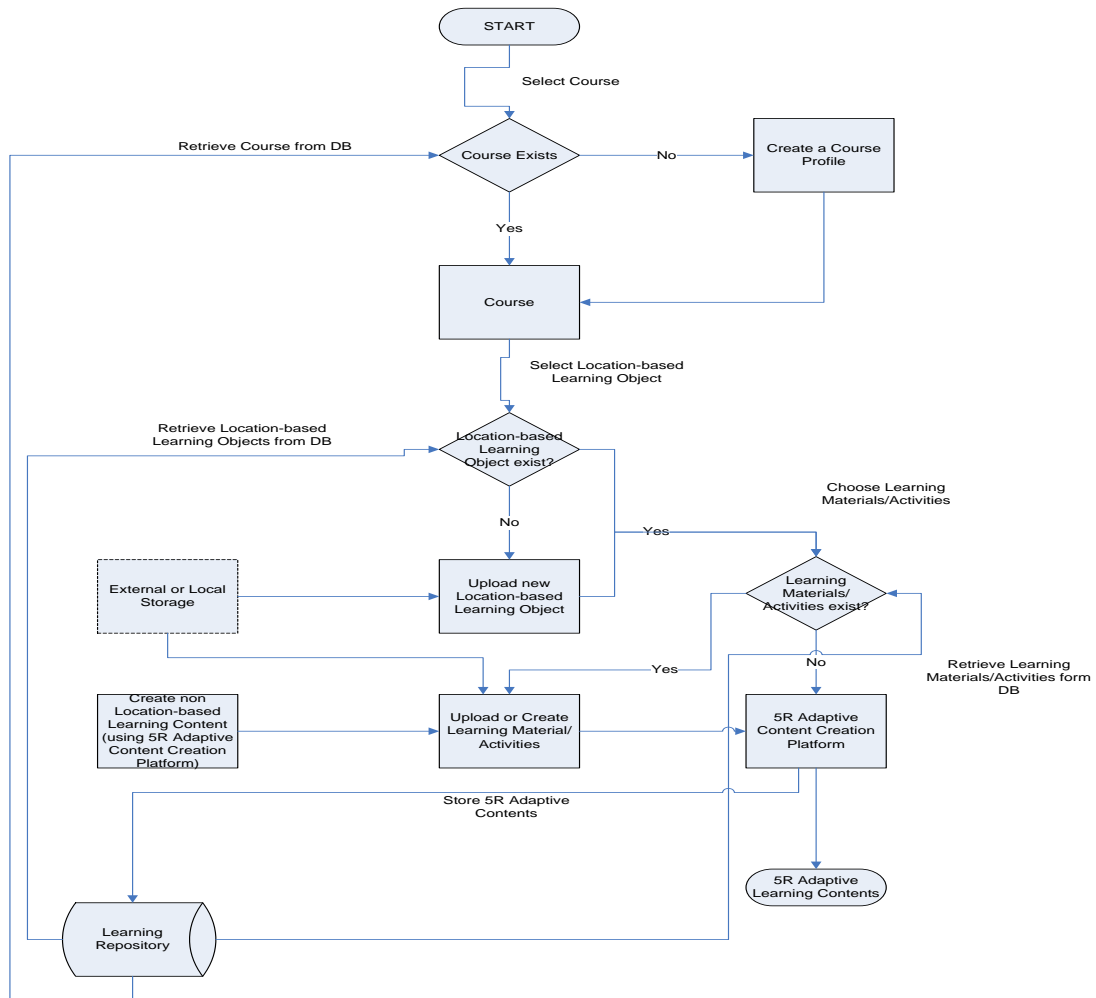 START
Select Course
Retrieve Course from DB
Course Exists
No
Create a Course
Profile
Yes
Course
Select Location-based
Learning Object
Retrieve Location-based
Learning Objects from DB
Location-based
Learning
Object exist?
Choose Learning
Materials/Activities
No
Yes
External or Local
Storage
Upload new
Location-based
Learning Object
Learning
Materials/
Activities exist?
Yes
No
Retrieve Learning
Materials/Activities form
DB
Create non
Location-based
Learning Content
(using 5R Adaptive
Content Creation
Platform)
Upload or Create
Learning Material/
Activities
5R Adaptive
Content Creation
Platform
Store 5R Adaptive
Contents
5R Adaptive
Learning Contents
Learning
Repository